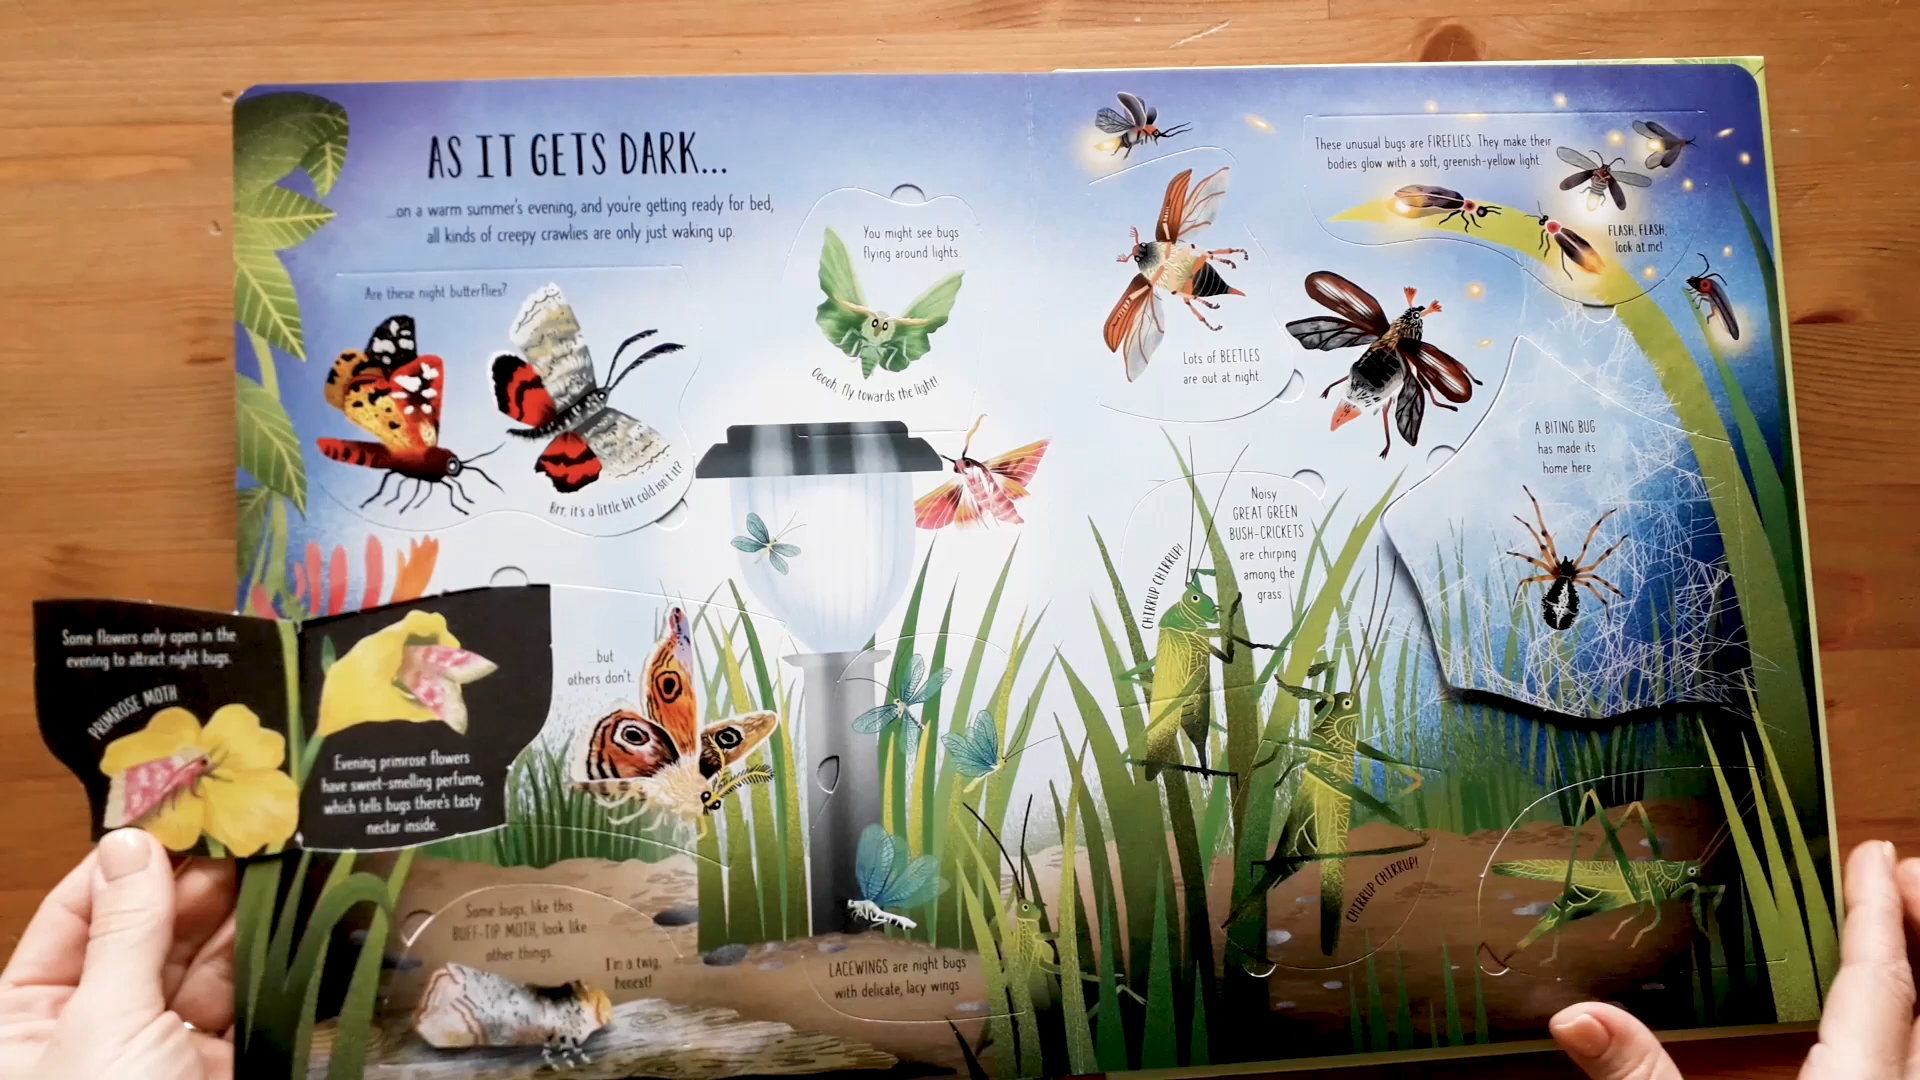 AS IT GETS DARK...
...on a warm summer's evening, and you're getting ready for bed,
all kinds of creepy crawlies are only just waking up.
Are these night butterflies?
Brr, it's a little bit cold isn't it?
You might see bugs
flying around lights...
Ooooh, fly towards the light!
Some flowers only open in the
evening to attract night bugs.
PRIMROSE MOTH
Evening primrose flowers
have sweet-smelling perfume,
which tells bugs there's tasty
nectar inside.
...but
others don't.
Some bugs, like this
BUFF-TIP MOTH, look like
other things.
I'm a twig,
honest!
LACEWINGS are night bugs
with delicate, lacy wings.
Lots of BEETLES
are out at night.
These unusual bugs are FIREFLIES. They make their
bodies glow with a soft, greenish-yellow light.
FLASH, FLASH,
look at me!
A BITING BUG
has made its
home here.
Noisy
GREAT GREEN
BUSH-CRICKETS
are chirping
among the
grass.
CHIRRUP CHIRRUP!
CHIRRUP CHIRRUP!